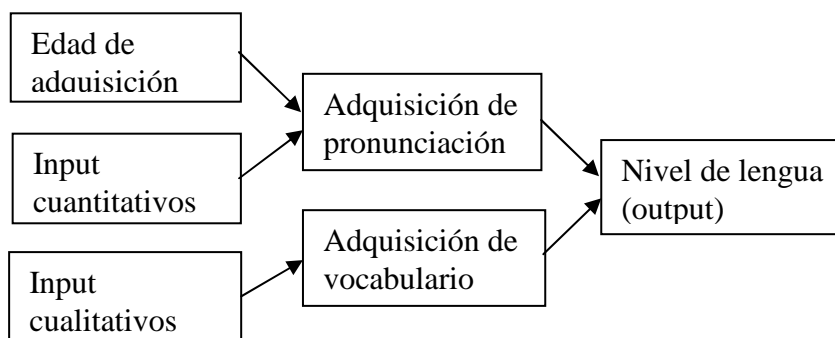 Edad de
adquisición
Adquisición de
pronunciación
Input
cuantitativos
Nivel de lengua
(output)
Adquisición de
vocabulario
Input
cualitativos